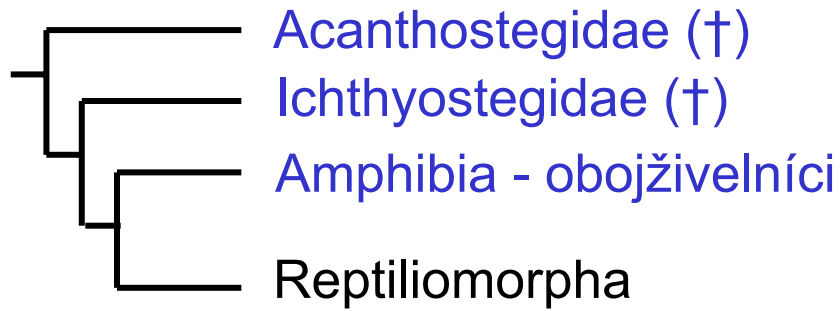 Acanthostegidae (†)
Ichthyostegidae (†)
Amphibia - obojživelníci
Reptiliomorpha